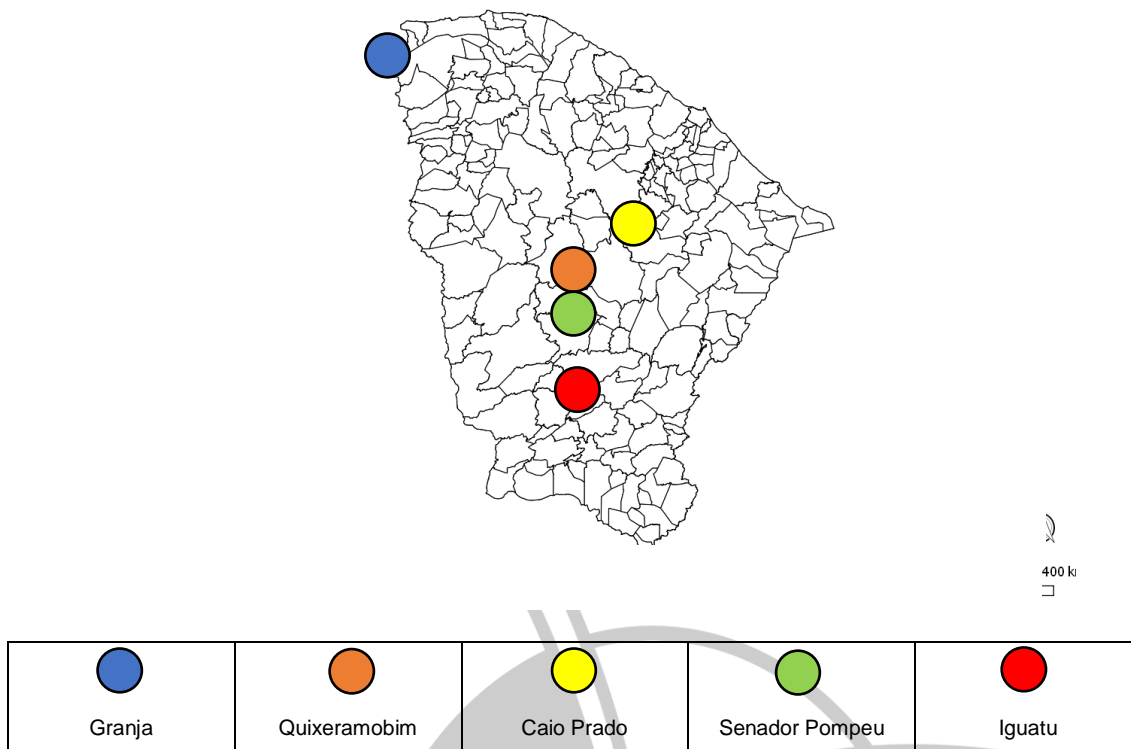 400 k
Granja
Quixeramobim
Caio Prado
Senador Pompeu
Iguatu